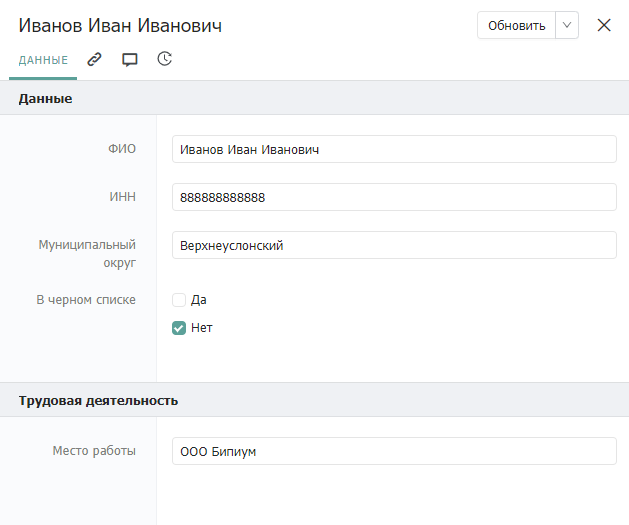 Иванов Иван Иванович
Обновить
ДАННЫЕ
Данные
ФИО
Иванов Иван Иванович
ИНН
888888888888
Муниципальный
округ
Верхнеуслонский
В черном списке
Да
Нет
Трудовая деятельность
Место работы
ООО Бипиум